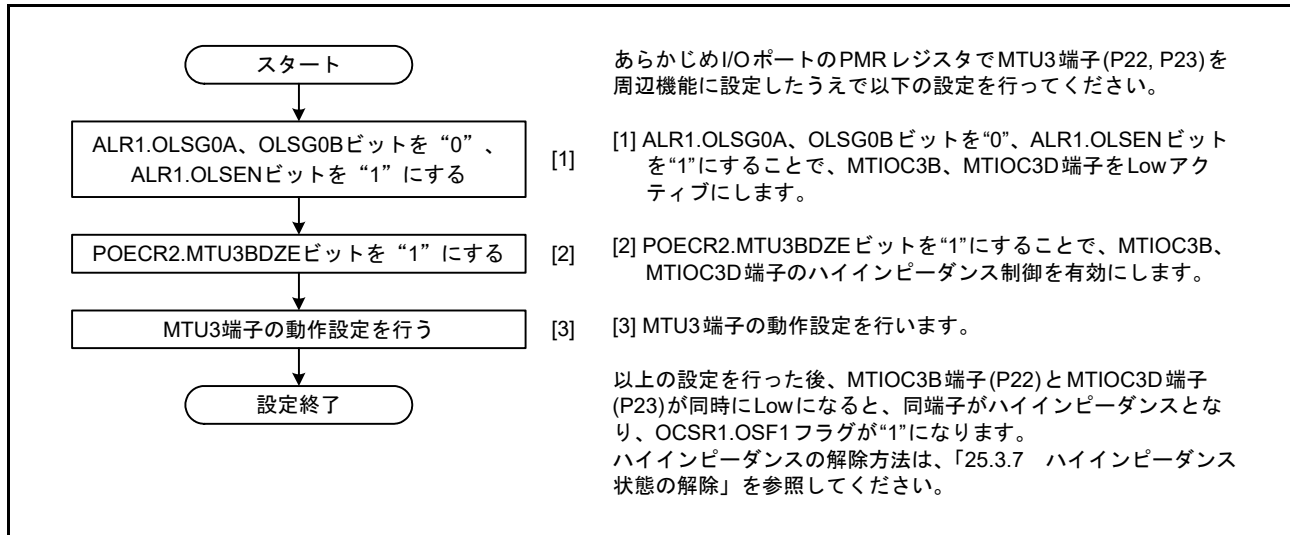 スタート
ALR1.OLSG0A、OLSG0Bビットを“0”、
ALR1.OLSENビットを“1”にする
[1]
POECR2.MTU3BDZEビットを“1”にする
[2]
MTU3端子の動作設定を行う
[3]
設定終了
あらかじめI/OポートのPMRレジスタでMTU3端子(P22, P23)を
周辺機能に設定したうえで以下の設定を行ってください。
[1] ALR1.OLSG0A、OLSG0Bビットを“0”、ALR1.OLSENビット
を“1”にすることで、MTIOC3B、MTIOC3D端子をLowアク
ティブにします。
[2] POECR2.MTU3BDZEビットを“1”にすることで、MTIOC3B、
MTIOC3D端子のハイインピーダンス制御を有効にします。
[3] MTU3端子の動作設定を行います。
以上の設定を行った後、MTIOC3B端子(P22)とMTIOC3D端子
(P23)が同時にLowになると、同端子がハイインピーダンスとな
り、OCSR1.OSF1フラグが“1”になります。
ハイインピーダンスの解除方法は、「25.3.7 ハイインピーダンス
状態の解除」を参照してください。